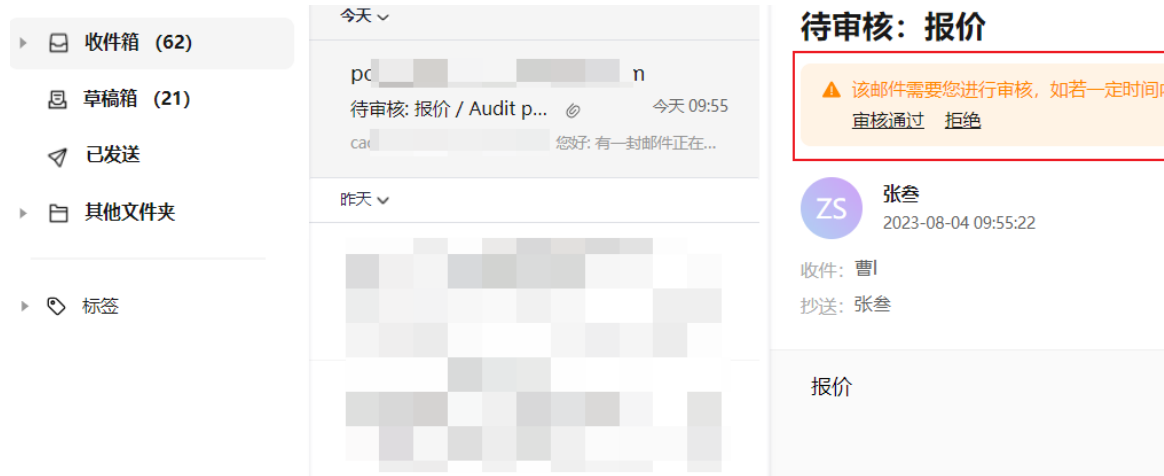 收件箱 (62)
草稿箱 (21)
已发送
其他文件夹
标签
今天
待审核: 报价 / Audit p...
今天 09:55
您好: 有一封邮件正在...
昨天
待审核：报价
该邮件需要您进行审核，如若一定时间
审核通过 拒绝
ZS
张叁
2023-08-04 09:55:22
收件：曹
抄送：张叁
报价